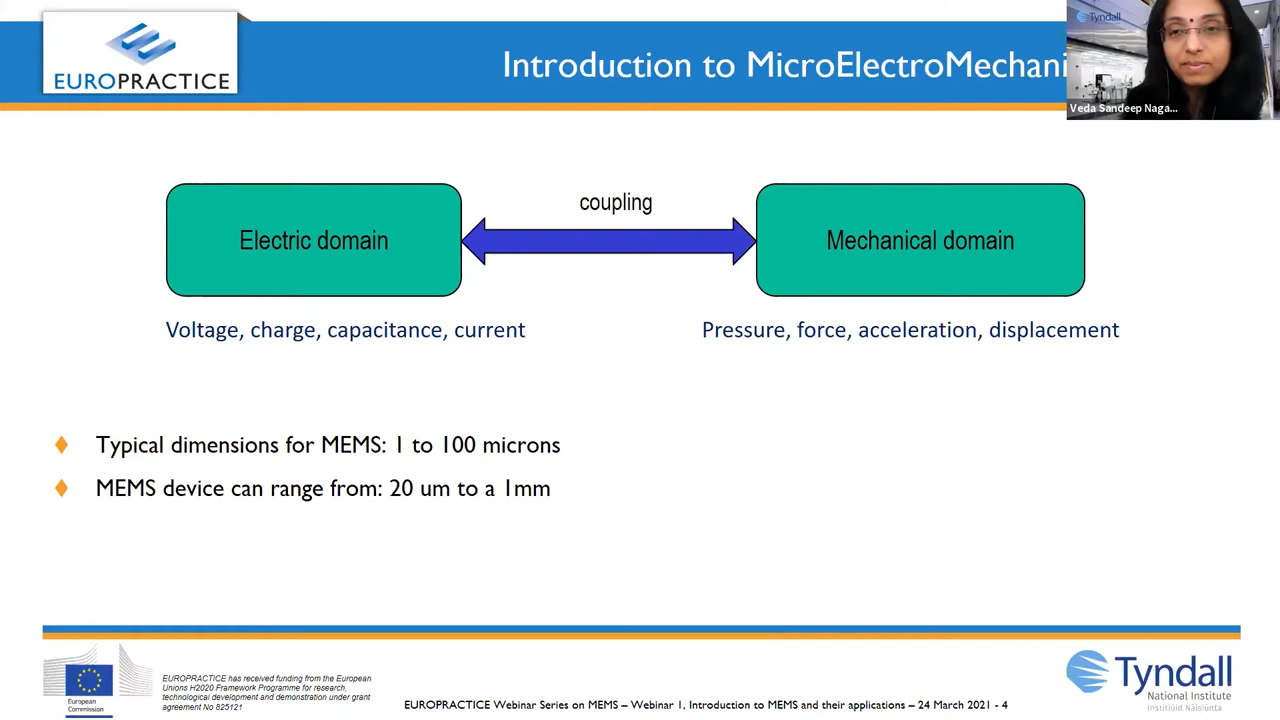 EUROPRACTICE
Introduction to MicroElectroMechani
Tyndall
Veda Sandeep Naga...
coupling
Electric domain
Mechanical domain
Voltage, charge, capacitance, current
Pressure, force, acceleration, displacement
Typical dimensions for MEMS: 1 to 100 microns
MEMS device can range from: 20 um to a 1mm
European
Commission
EUROPRACTICE has received funding from the European
Unions H2020 Framework Programme for research,
technological development and demonstration under grant
agreement No 825121
EUROPRACTICE Webinar Series on MEMS – Webinar 1, Introduction to MEMS and their applications – 24 March 2021 - 4
Tyndall
National Institute
Institiúid Náisiúnta